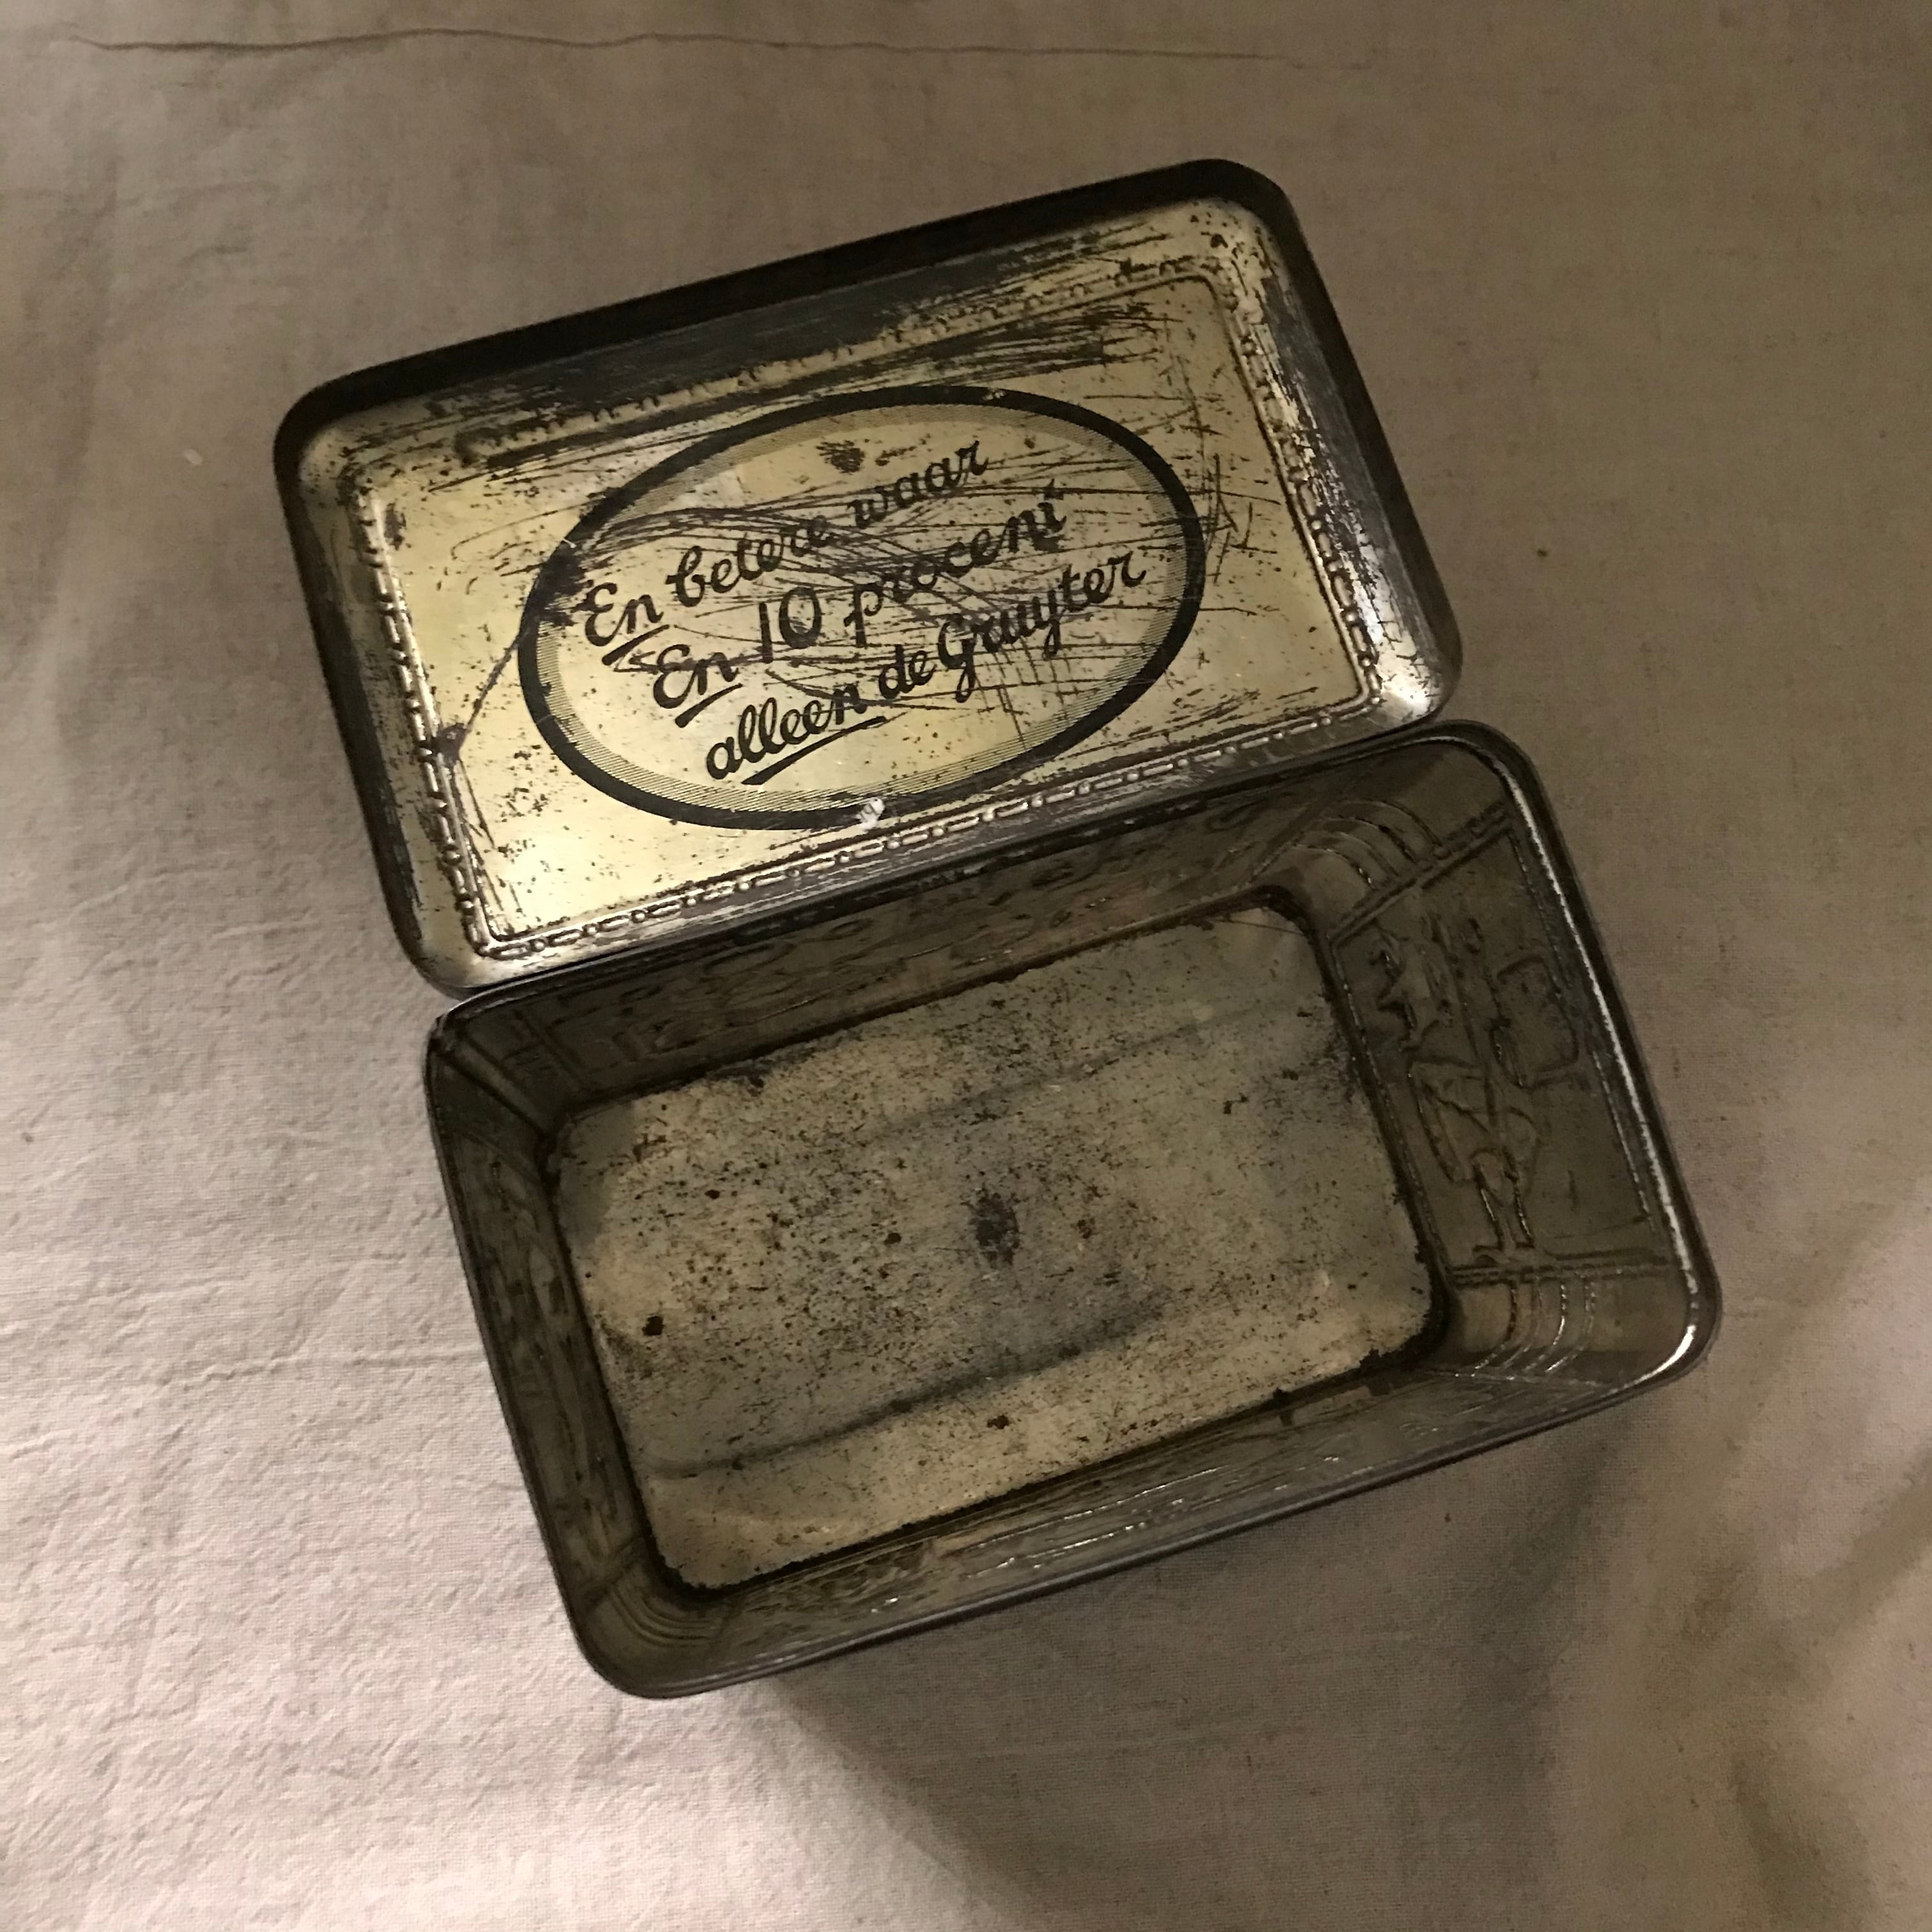 En betere waar
En 10 procent
alleen de Gruyter